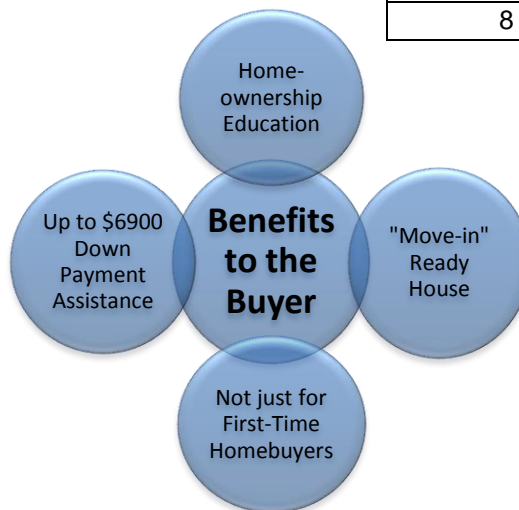 8
Home-
ownership
Education
Up to $6900
Down
Payment
Assistance
Benefits
to the
Buyer
"Move-in"
Ready
House
Not just for
First-Time
Homebuyers